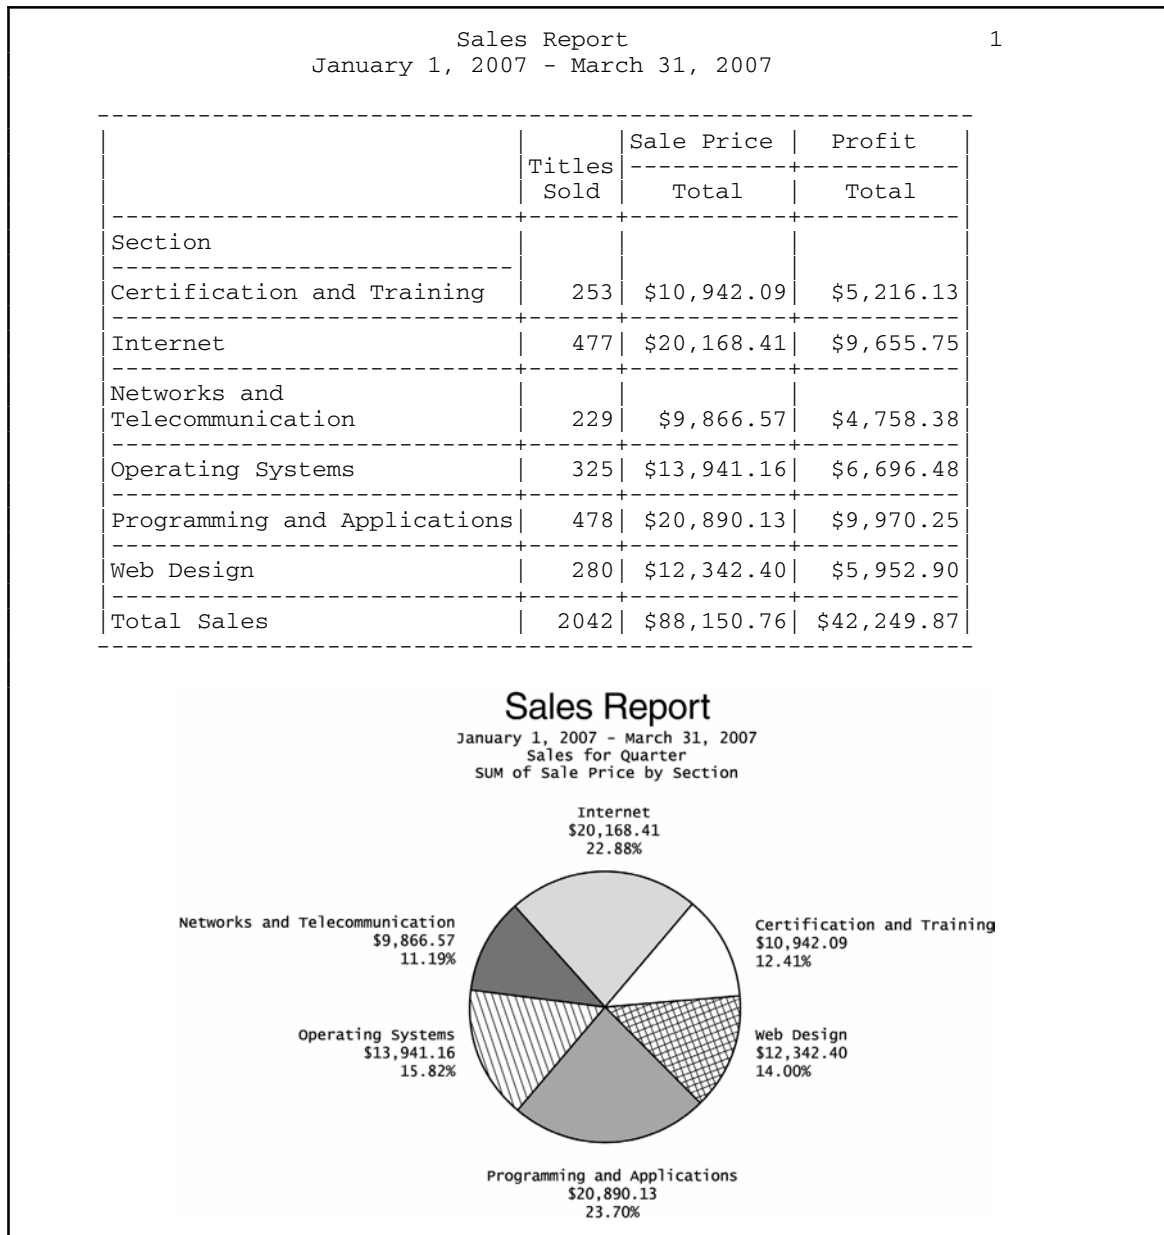 Sales Report 1
January 1, 2007 - March 31, 2007
Sale Price Profit
Titles
Sold Total Total
Section
Certification and Training 253 $10,942.09 $5,216.13
Internet 477 $20,168.41 $9,655.75
Networks and
Telecommunication 229 $9,866.57 $4,758.38
Operating Systems 325 $13,941.16 $6,696.48
Programming and Applications 478 $20,890.13 $9,970.25
Web Design 280 $12,342.40 $5,952.90
Total Sales 2042 $88,150.76 $42,249.87
Sales Report
January 1, 2007 - March 31, 2007
Sales for Quarter
SUM of Sale Price by Section
Internet
$20,168.41
22.88%
Networks and Telecommunication
$9,866.57
11.19%
Certification and Training
$10,942.09
12.41%
Operating Systems
$13,941.16
15.82%
Web Design
$12,342.40
14.00%
Programming and Applications
$20,890.13
23.70%